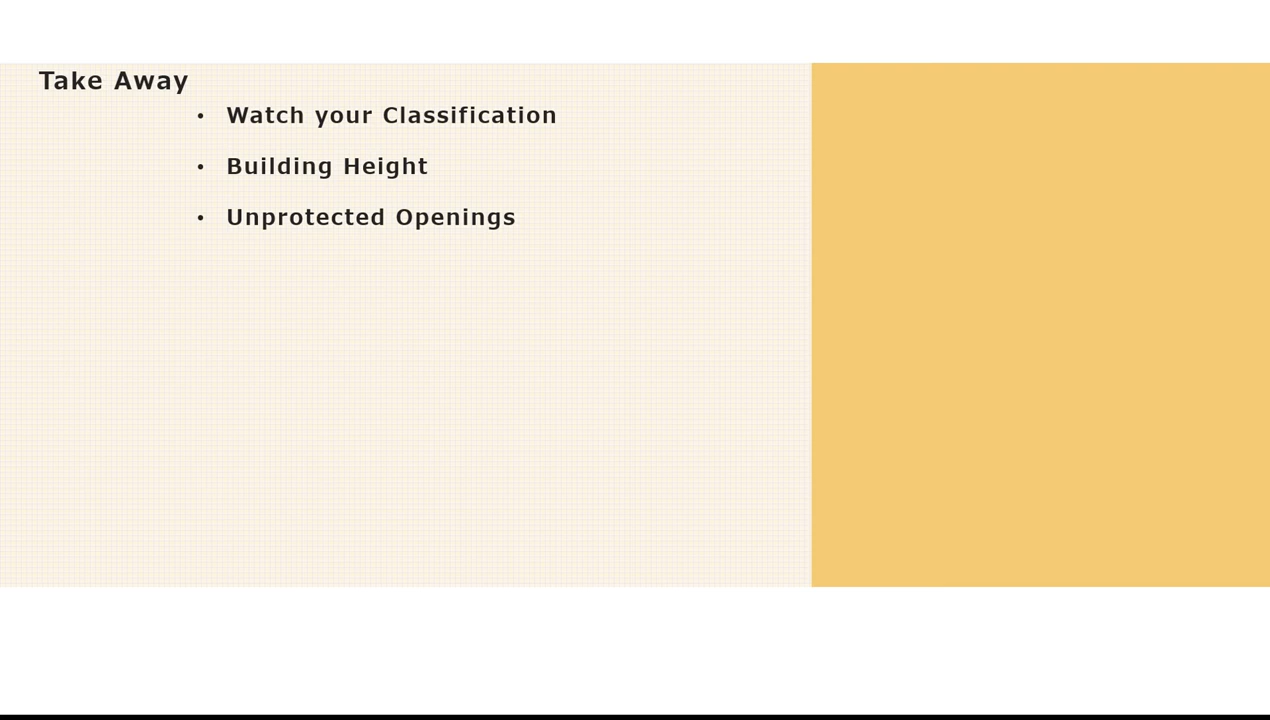 Take Away
• Watch your Classification
• Building Height
• Unprotected Openings